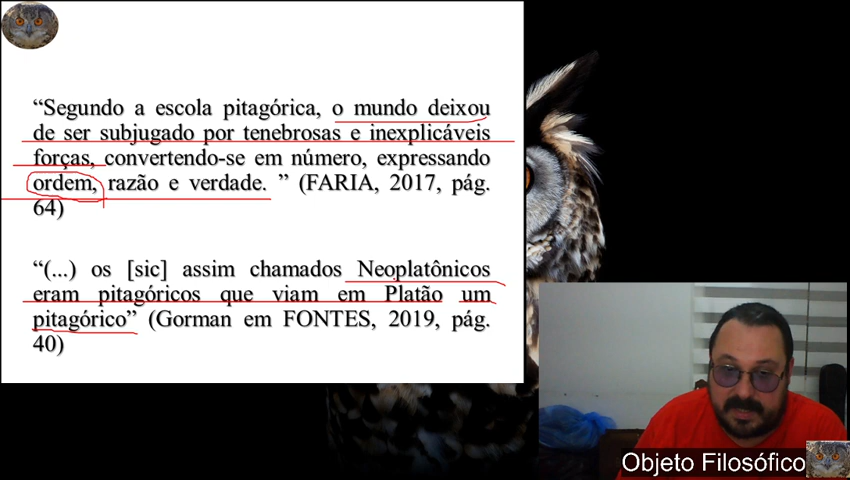 “Segundo a escola pitagórica, o mundo deixou
de ser subjugado por tenebrosas e inexplicáveis
forças, convertendo-se em número, expressando
ordem, razão e verdade. ” (FARIA, 2017, pág.
64)
“(...) os [sic] assim chamados Neoplatônicos
eram pitagóricos que viam em Platão um
pitagórico” (Gorman em FONTES, 2019, pág.
40)
Objeto Filosófico